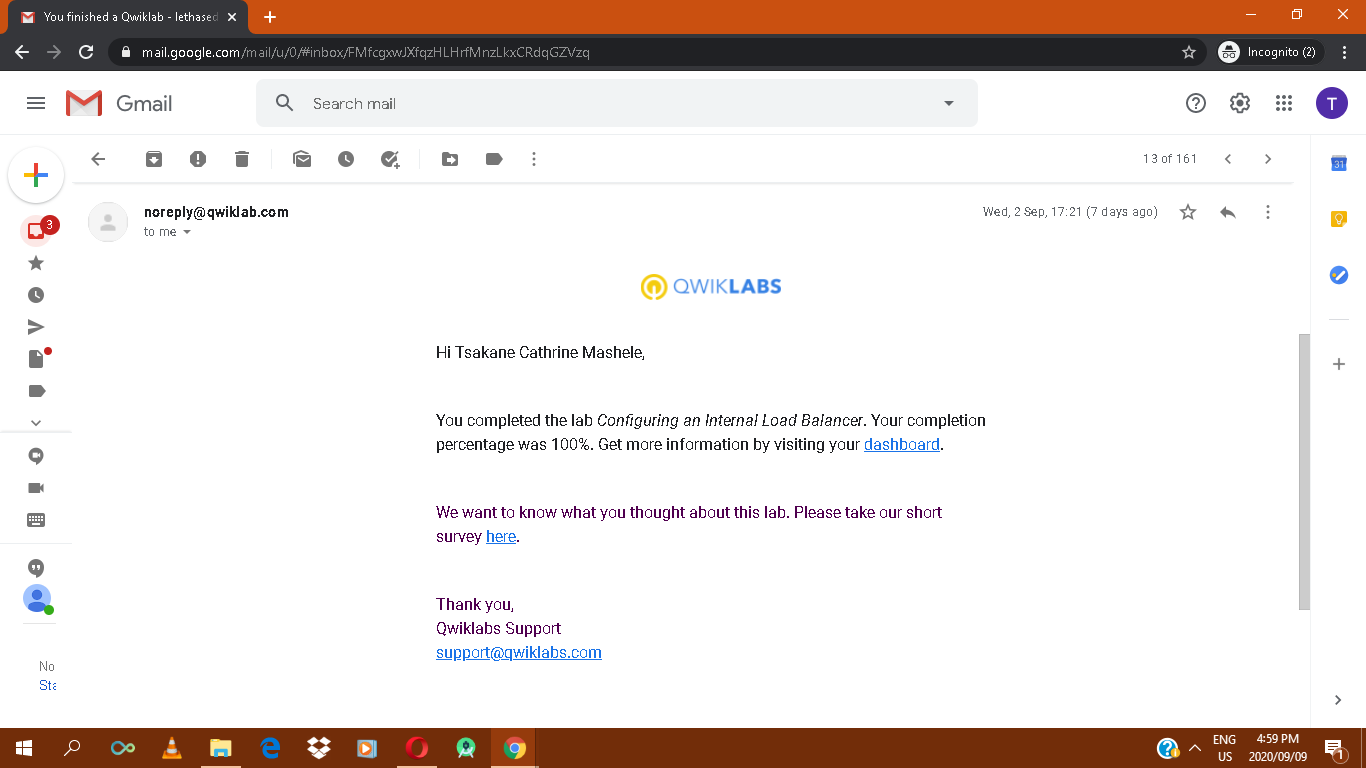 You finished a Qwiklab - lethased
mail.google.com/mail/u/0/#inbox/FMfcgxwJXfqzHLHrfMnzLkxCRdqGZVzq
Incognito (2)
Gmail
Search mail
T
13 of 161
31
3
noreply@qwiklab.com
Wed, 2 Sep, 17:21 (7 days ago)
to me
QWIKLABS
Hi Tsakane Cathrine Mashele,
You completed the lab Configuring an Internal Load Balancer. Your completion
percentage was 100%. Get more information by visiting your dashboard.
We want to know what you thought about this lab. Please take our short
survey here.
Thank you,
Qwiklabs Support
support@qwiklabs.com
No
Sta
ENG
US
4:59 PM
2020/09/09
1